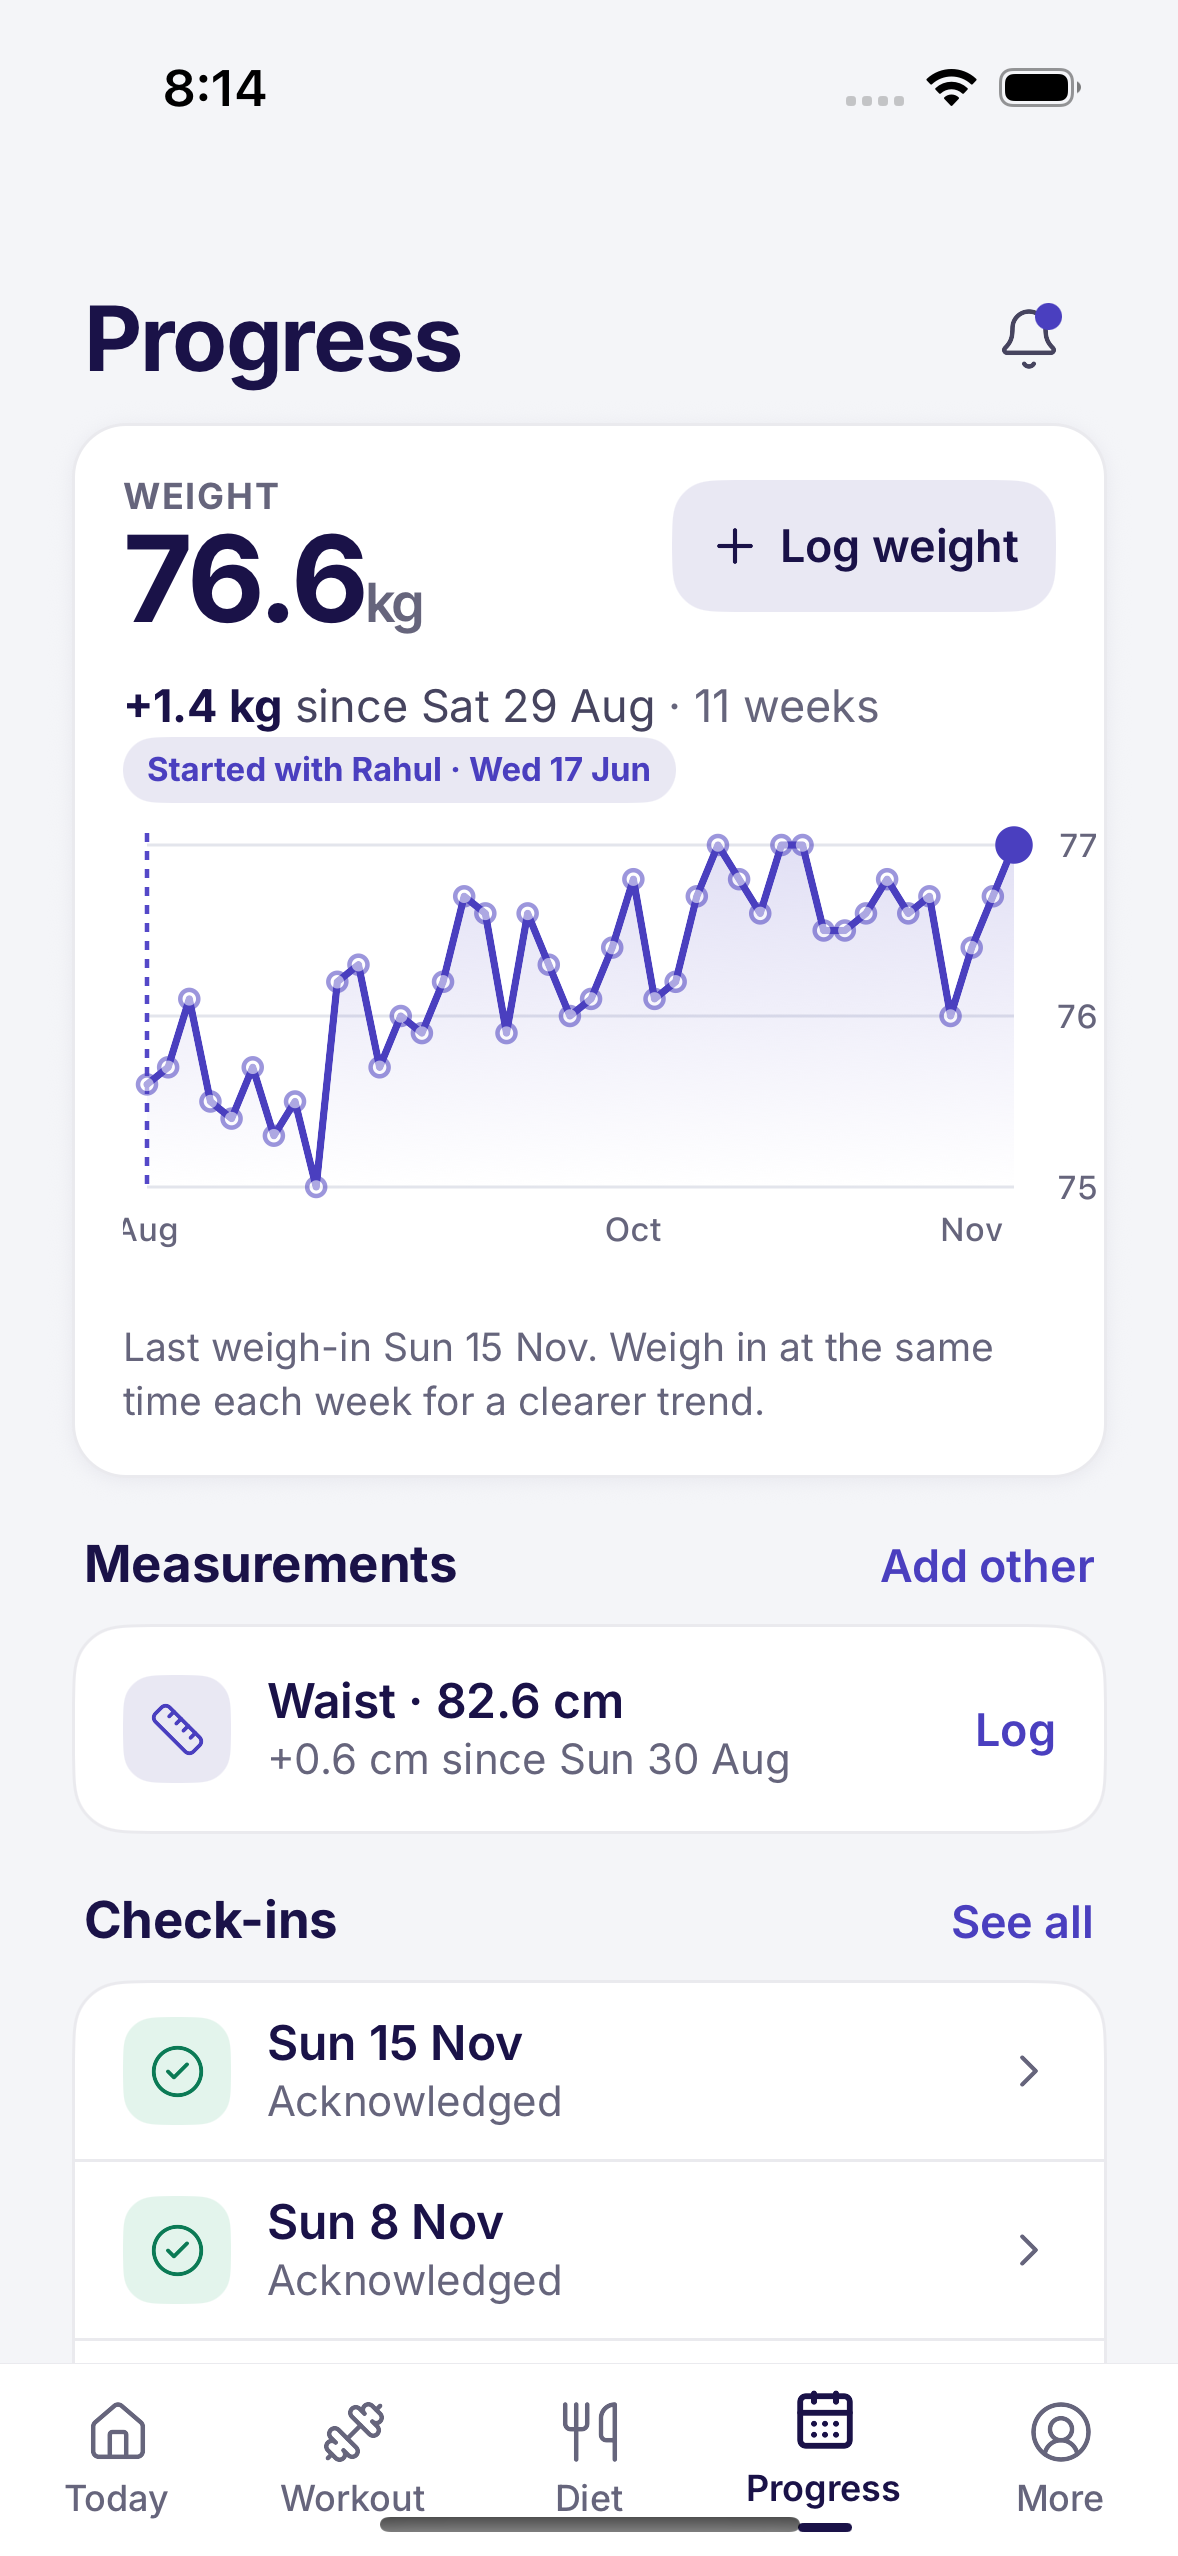 8:14
Progress
WEIGHT
76.6kg
Log weight
+1.4 kg since Sat 29 Aug · 11 weeks
Started with Rahul · Wed 17 Jun
77
76
75
Aug Oct Nov
Last weigh-in Sun 15 Nov. Weigh in at the same
time each week for a clearer trend.
Measurements
Add other
Waist · 82.6 cm
+0.6 cm since Sun 30 Aug
Log
Check-ins
See all
Sun 15 Nov
Acknowledged
Sun 8 Nov
Acknowledged
Today Workout Diet Progress More